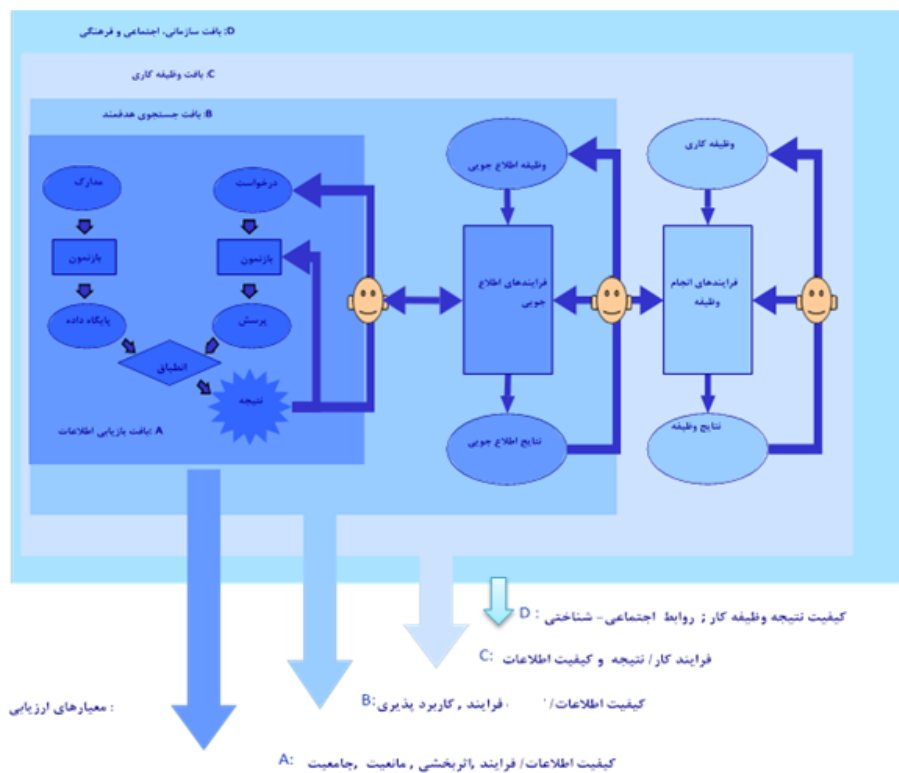 D: بافت سازمانی، اجتماعی و فرهنگی
C: بافت وظیفه کاری
B: بافت جستجوی هدفمند
وظیفه کاری
وظیفه اطلاع جویی
درخواست
مدارک
بازنمون
بازنمون
فرایندهای انجام
وظیفه
فرایندهای اطلاع
جویی
پرسش
پایگاه داده
انطباق
نتیجه
نتایج وظیفه
نتایج اطلاع جویی
A: بافت بازیابی اطلاعات
D: کیفیت نتیجه وظیفه کار ; روابط اجتماعی- شناختی
C: فرایند کار/ نتیجه و کیفیت اطلاعات
B: کیفیت اطلاعات/ فرایند , کاربرد پذیری
معیارهای ارزیابی :
A: کیفیت اطلاعات/ فرایند ,اثربخشی , مانعیت ,جامعیت